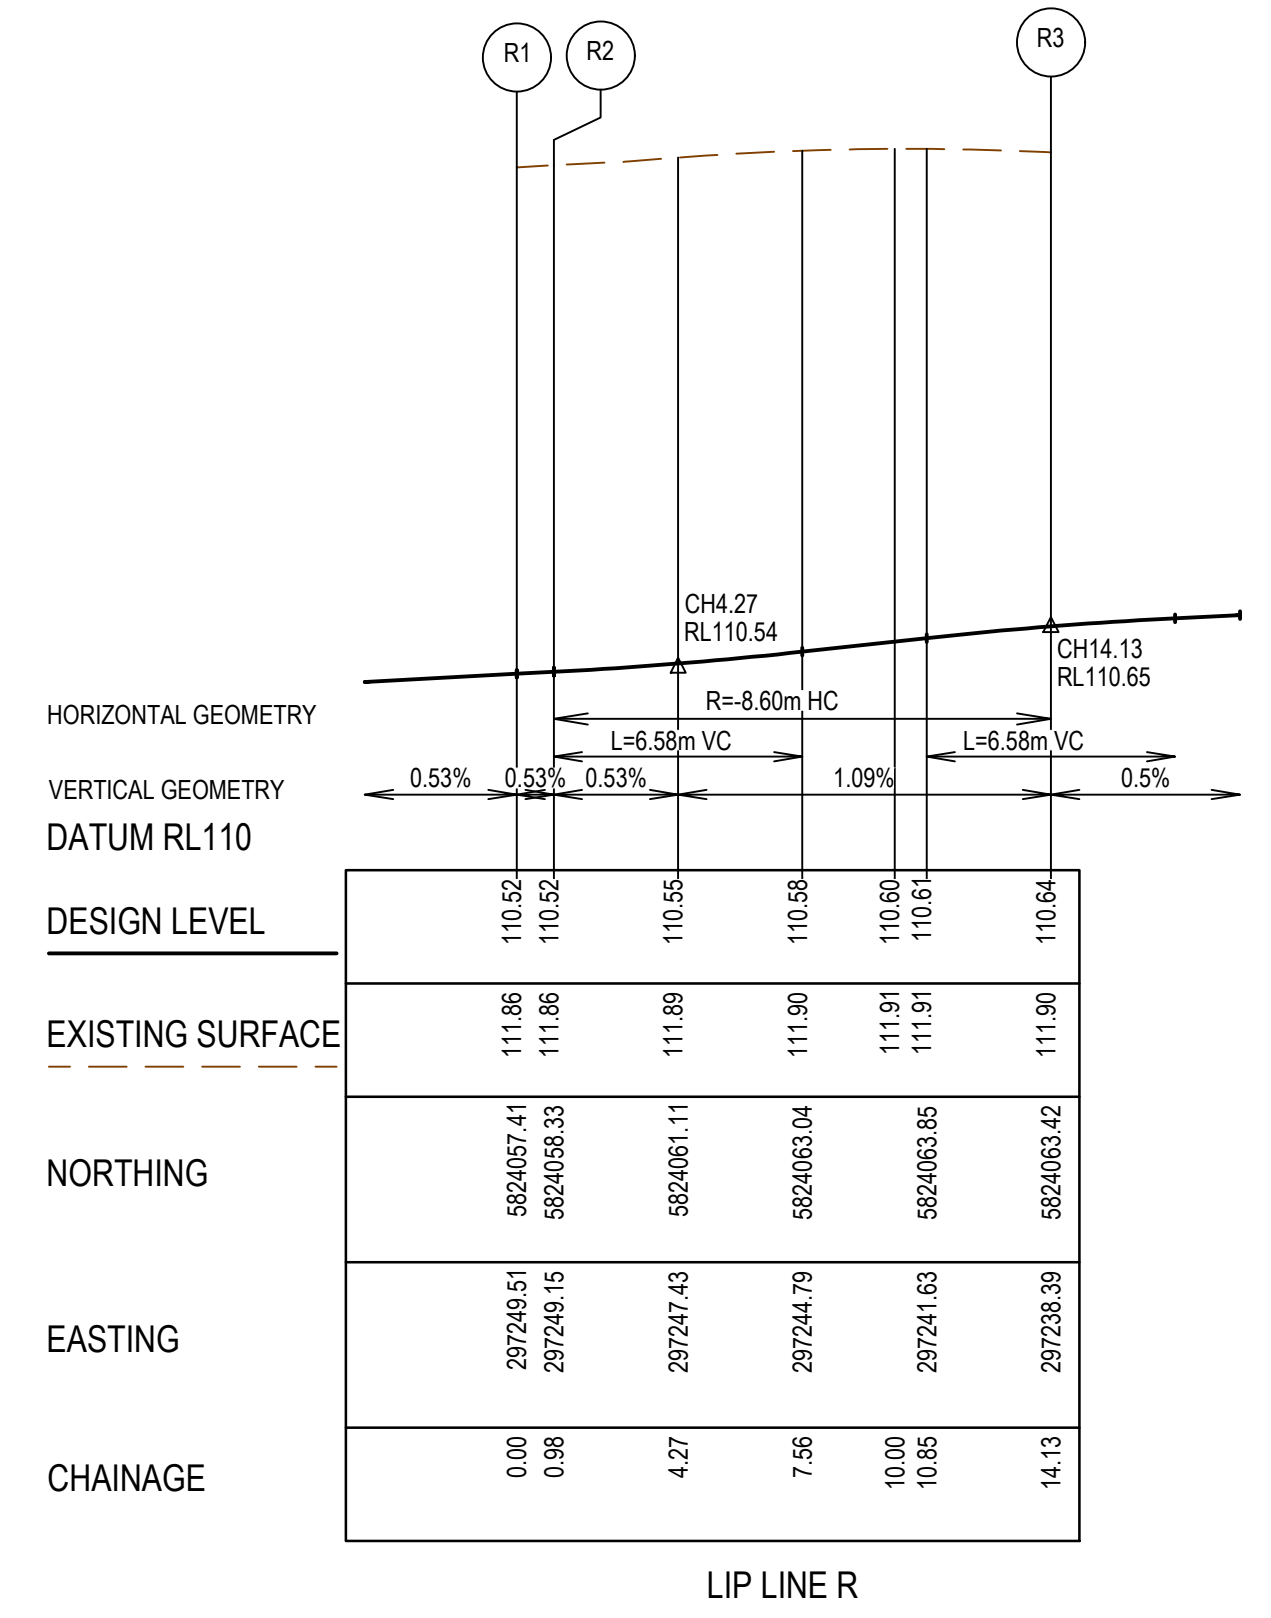 R1 R2 R3
CH4.27
RL110.54
CH14.13
RL110.65
HORIZONTAL GEOMETRY R=-8.60m HC
L=6.58m VC L=6.58m VC
VERTICAL GEOMETRY 0.53% 0.53% 0.53% 1.09% 0.5%
DATUM RL110
DESIGN LEVEL 110.52 110.52 110.55 110.58 110.60 110.61 110.64
EXISTING SURFACE 111.86 111.86 111.89 111.90 111.91 111.91 111.90
NORTHING 5824057.41 5824058.33 5824061.11 5824063.04 5824063.85 5824063.42
EASTING 297249.51 297249.15 297247.43 297244.79 297241.63 297238.39
CHAINAGE 0.00 0.98 4.27 7.56 10.00 10.85 14.13
LIP LINE R